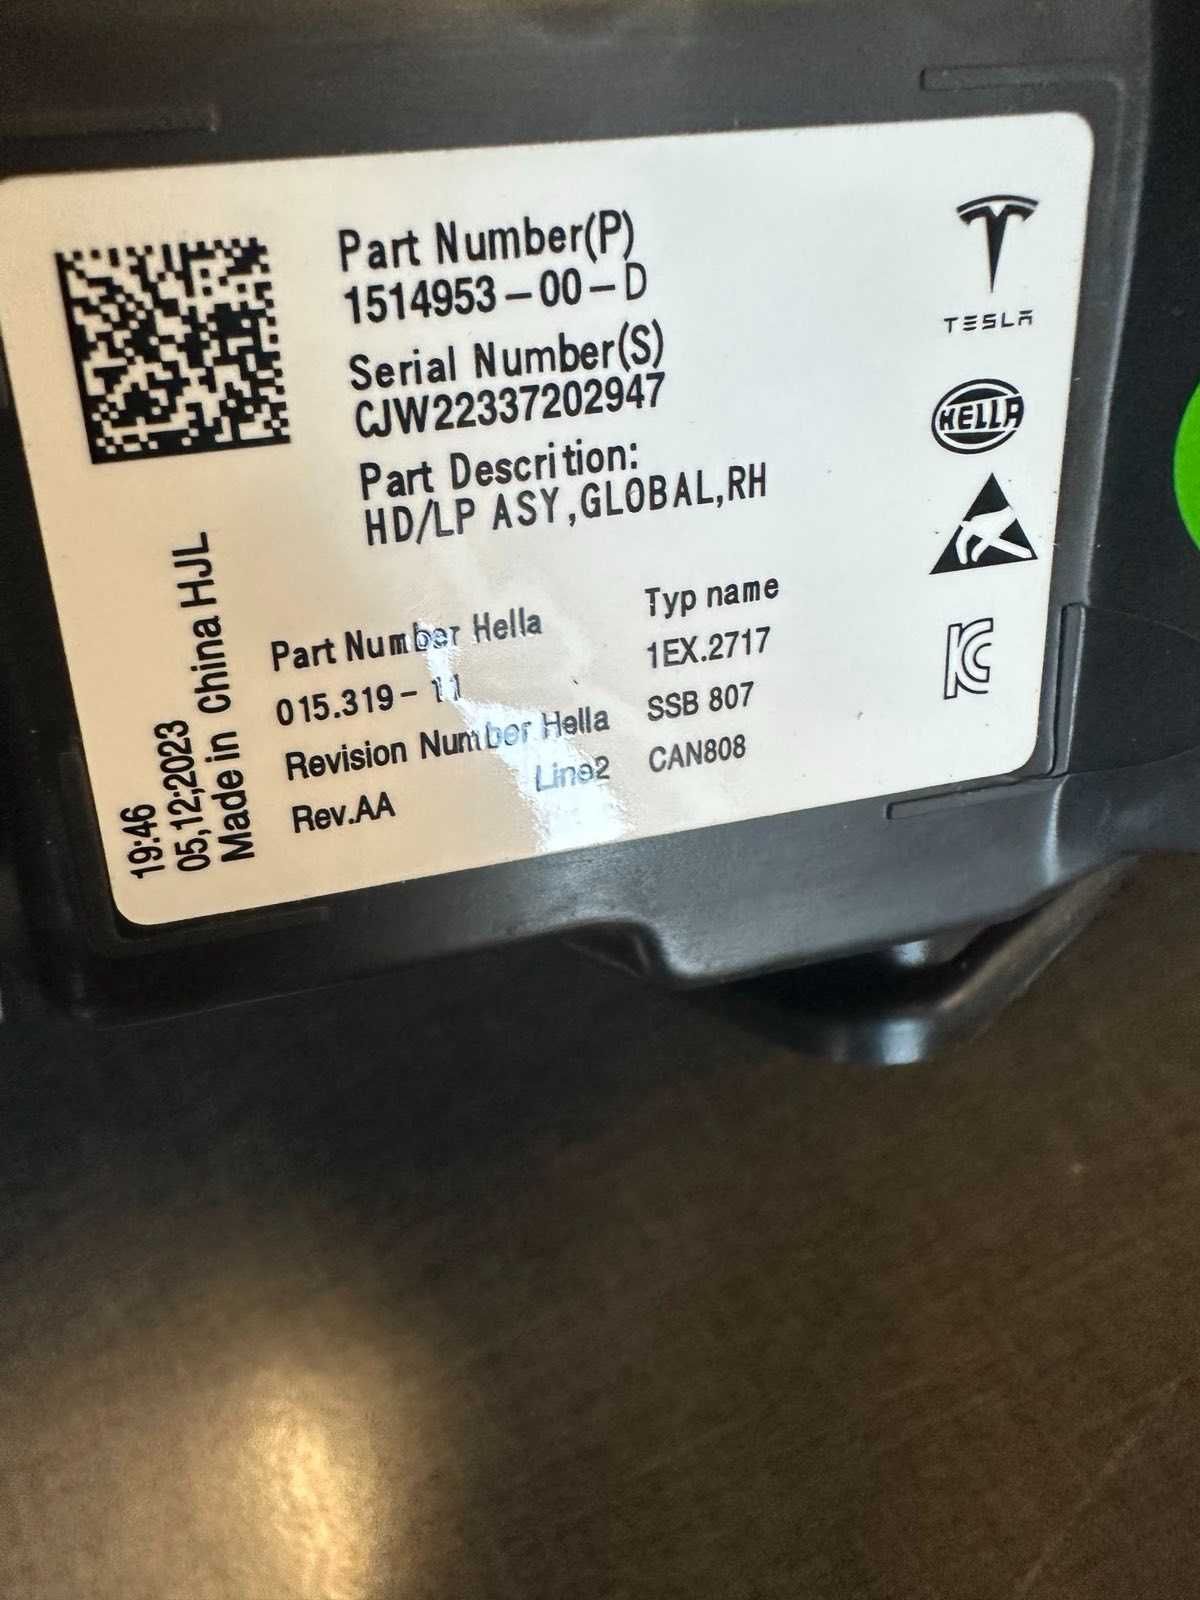 Part Number(P)
1514953-00-D
Serial Number(S)
CJW22337202947
Part Descrition:
HD/LP ASY,GLOBAL,RH
TESLA
HELLA
Part Number Hella
015.319-11
Revision Number Hella
Rev.AA
Line2
Typ name
1EX.2717
SSB 807
CAN808
19:46
05,12,2023
Made in China HJL